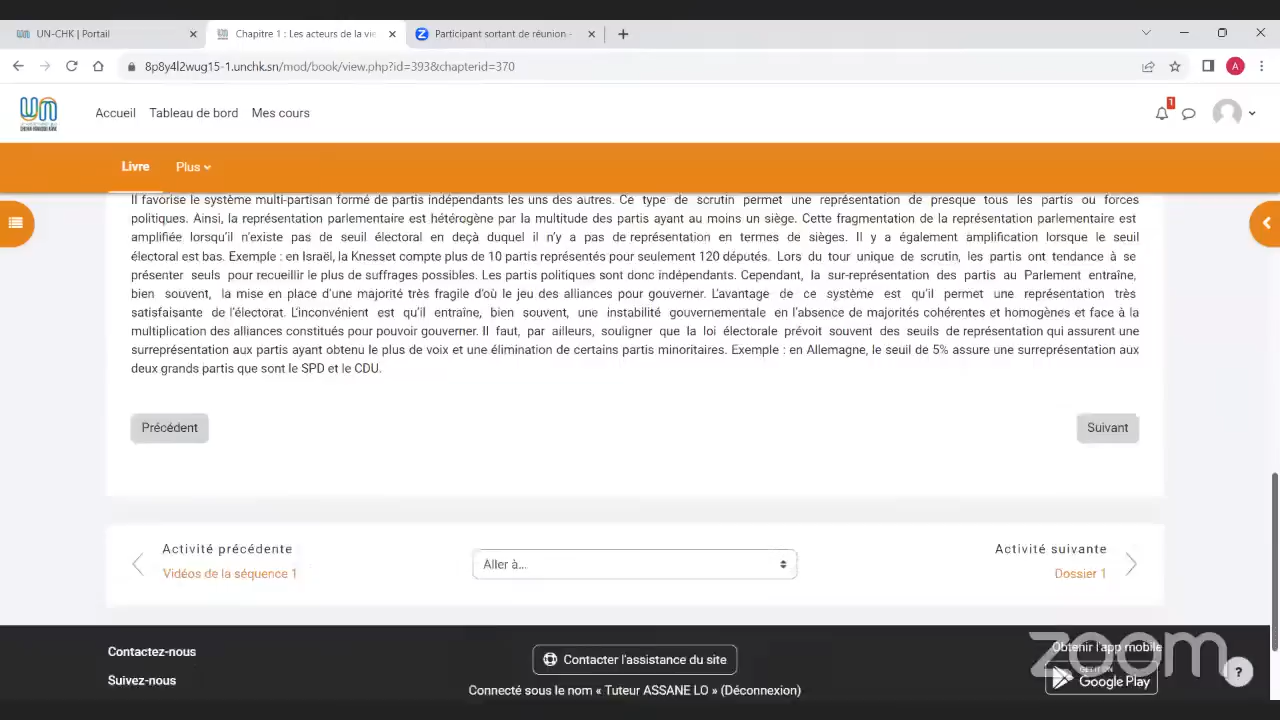 UN-CHK | Portail
Chapitre 1 : Les acteurs de la vie
Participant sortant de réunion -
8p8y4l2wug15-1.unchk.sn/mod/book/view.php?id=393&chapterid=370
A
Accueil Tableau de bord Mes cours
1
Livre Plus
Il favorise le système multi-partisan formé de partis indépendants les uns des autres. Ce type de scrutin permet une représentation de presque tous les partis ou forces
politiques. Ainsi, la représentation parlementaire est hétérogène par la multitude des partis ayant au moins un siège. Cette fragmentation de la représentation parlementaire est
amplifiée lorsqu'il n'existe pas de seuil électoral en deçà duquel il n'y a pas de représentation en termes de sièges. Il y a également amplification lorsque le seuil
électoral est bas. Exemple : en Israël, la Knesset compte plus de 10 partis représentés pour seulement 120 députés. Lors du tour unique de scrutin, les partis ont tendance à se
présenter seuls pour recueillir le plus de suffrages possibles. Les partis politiques sont donc indépendants. Cependant, la sur-représentation des partis au Parlement entraîne,
bien souvent, la mise en place d'une majorité très fragile d'où le jeu des alliances pour gouverner. L'avantage de ce système est qu'il permet une représentation très
satisfaisante de l'électorat. L'inconvénient est qu'il entraîne, bien souvent, une instabilité gouvernementale en l'absence de majorités cohérentes et homogènes et face à la
multiplication des alliances constitués pour pouvoir gouverner. Il faut, par ailleurs, souligner que la loi électorale prévoit souvent des seuils de représentation qui assurent une
surreprésentation aux partis ayant obtenu le plus de voix et une élimination de certains partis minoritaires. Exemple : en Allemagne, le seuil de 5% assure une surreprésentation aux
deux grands partis que sont le SPD et le CDU.
Précédent Suivant
Activité précédente
Vidéos de la séquence 1
Aller à...
Activité suivante
Dossier 1
Contactez-nous
Suivez-nous
Contacter l'assistance du site
Connecté sous le nom « Tuteur ASSANE LO » (Déconnexion)
Obtenir l'app mobile
GET IT ON
Google Play
zoom
?